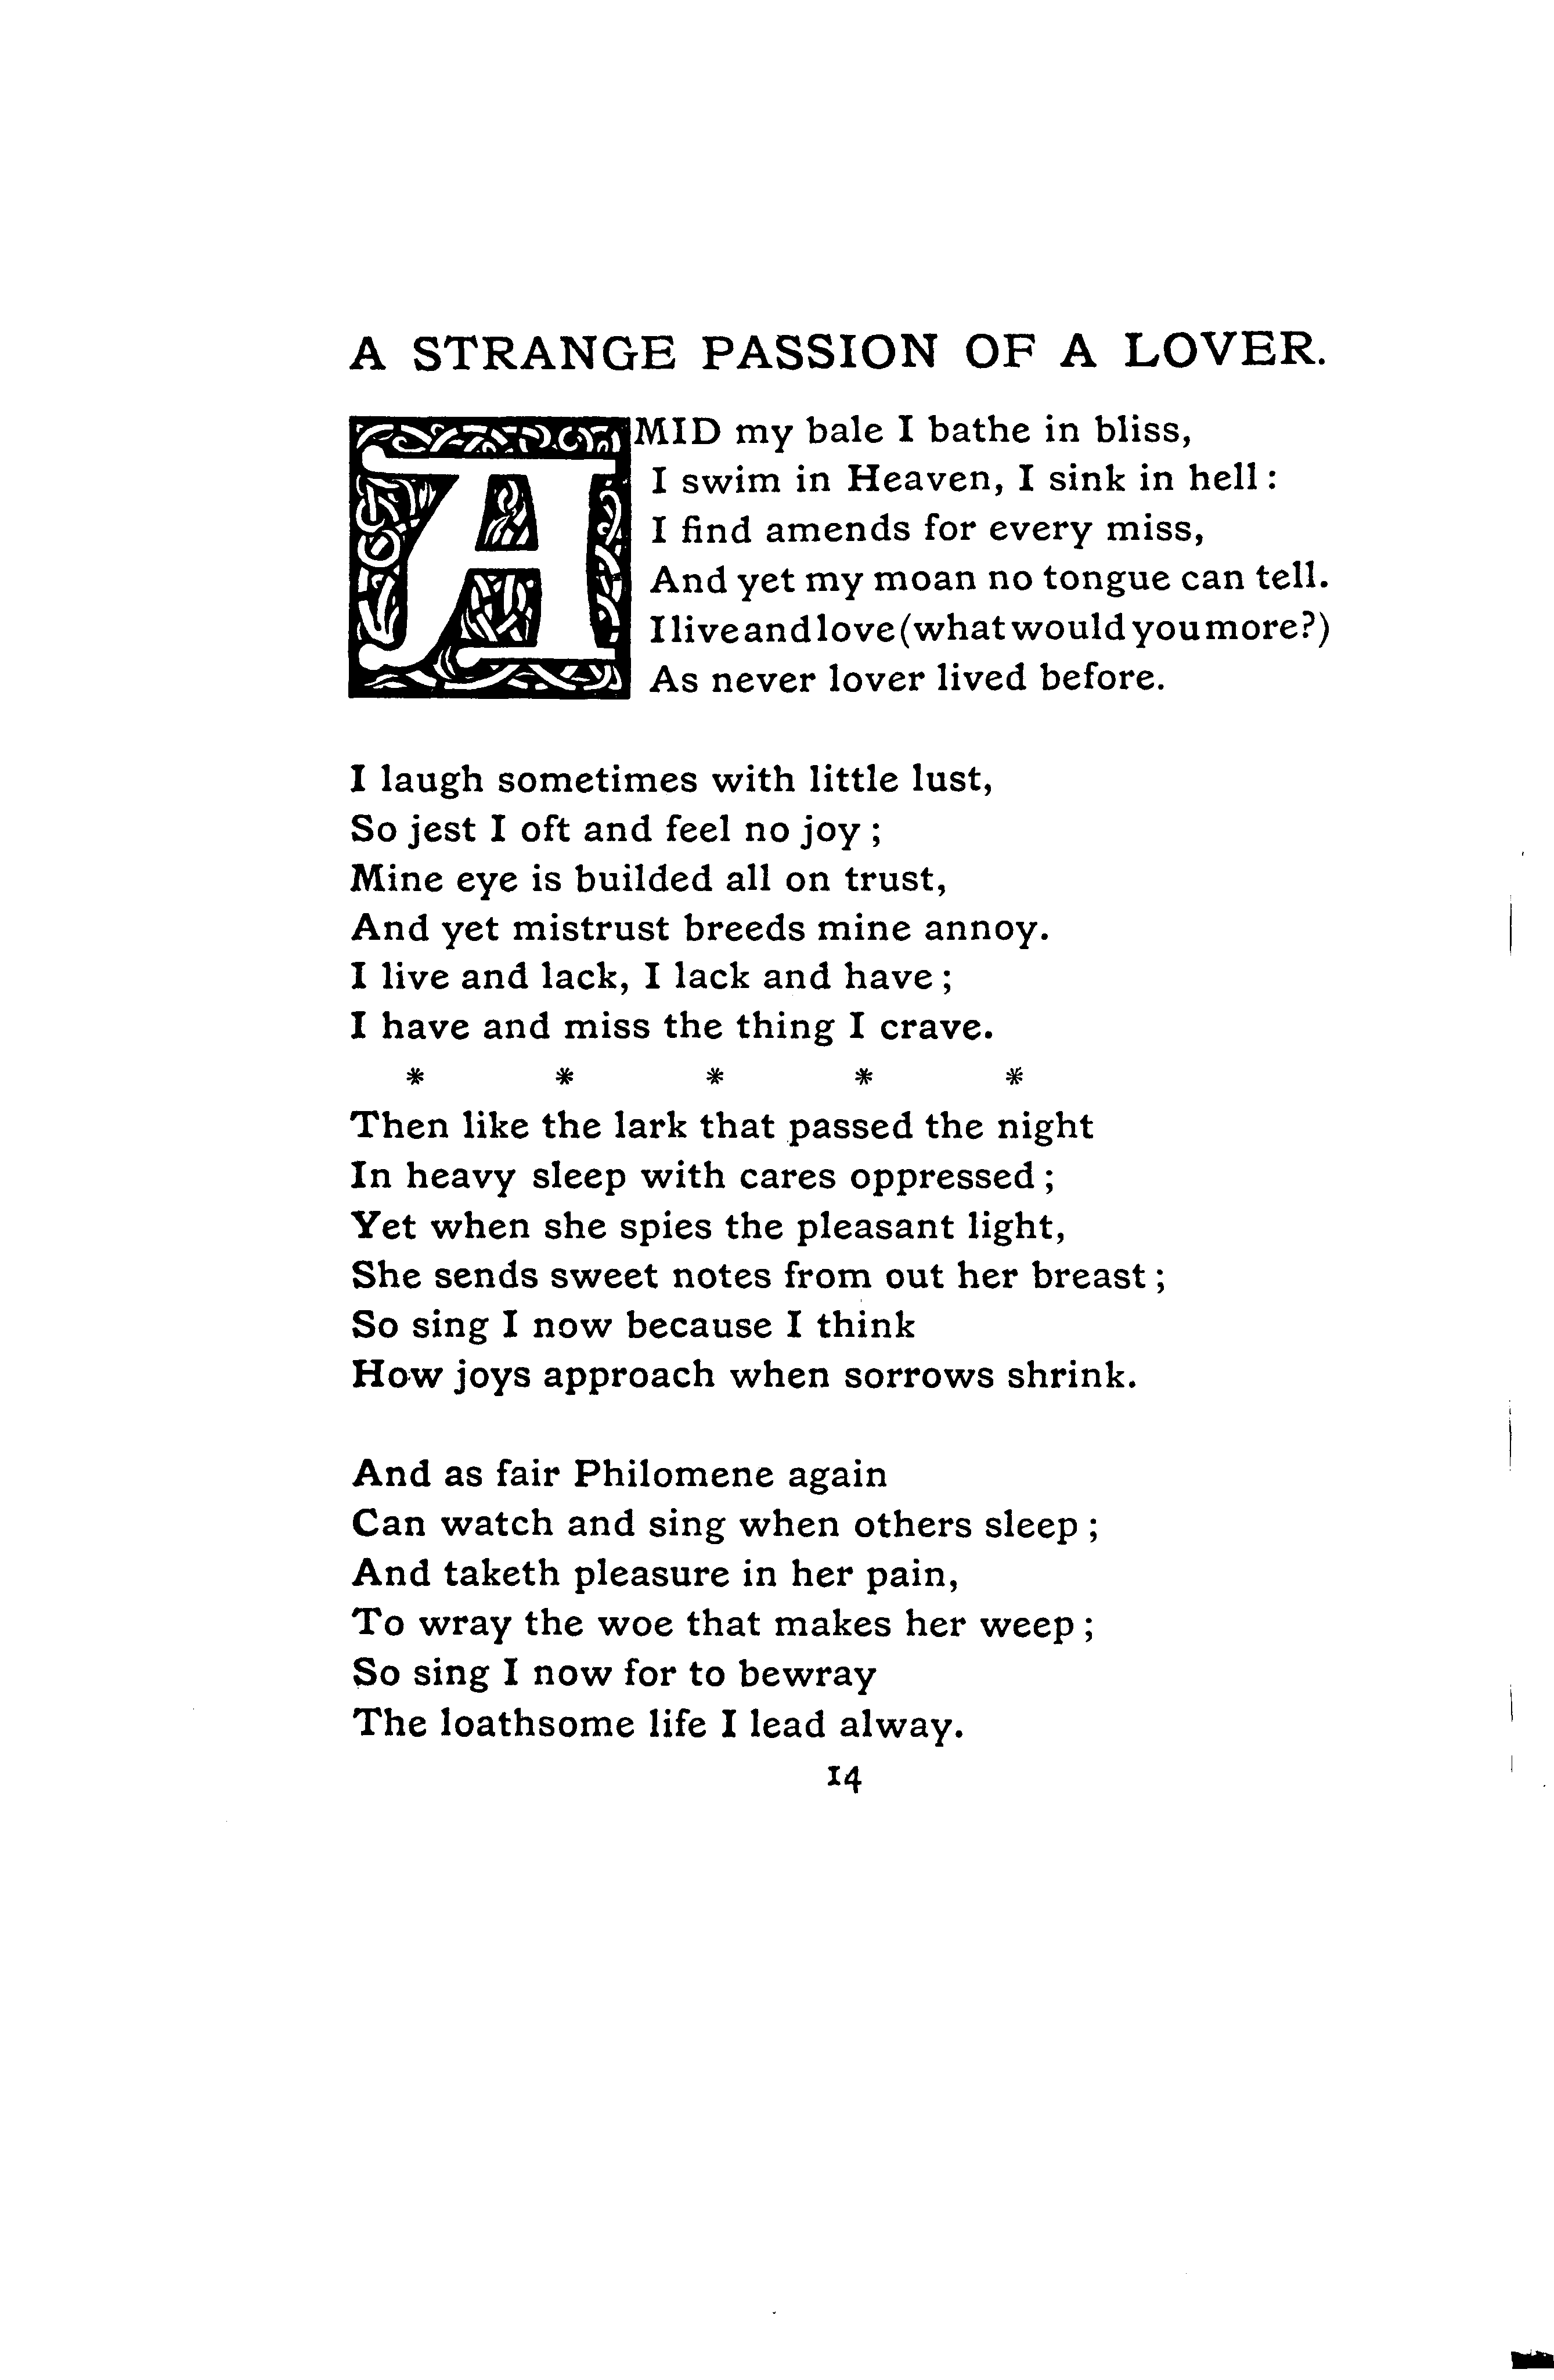 A STRANGE PASSION OF A LOVER.
AMID my bale I bathe in bliss,
I swim in Heaven, I sink in hell :
I find amends for every miss,
And yet my moan no tongue can tell.
I live and love (what would you more?)
As never lover lived before.
I laugh sometimes with little lust,
So jest I oft and feel no joy ;
Mine eye is builded all on trust,
And yet mistrust breeds mine annoy.
I live and lack, I lack and have ;
I have and miss the thing I crave.
* * * * *
Then like the lark that passed the night
In heavy sleep with cares oppressed ;
Yet when she spies the pleasant light,
She sends sweet notes from out her breast ;
So sing I now because I think
How joys approach when sorrows shrink.
And as fair Philomene again
Can watch and sing when others sleep ;
And taketh pleasure in her pain,
To wray the woe that makes her weep ;
So sing I now for to bewray
The loathsome life I lead alway.
14